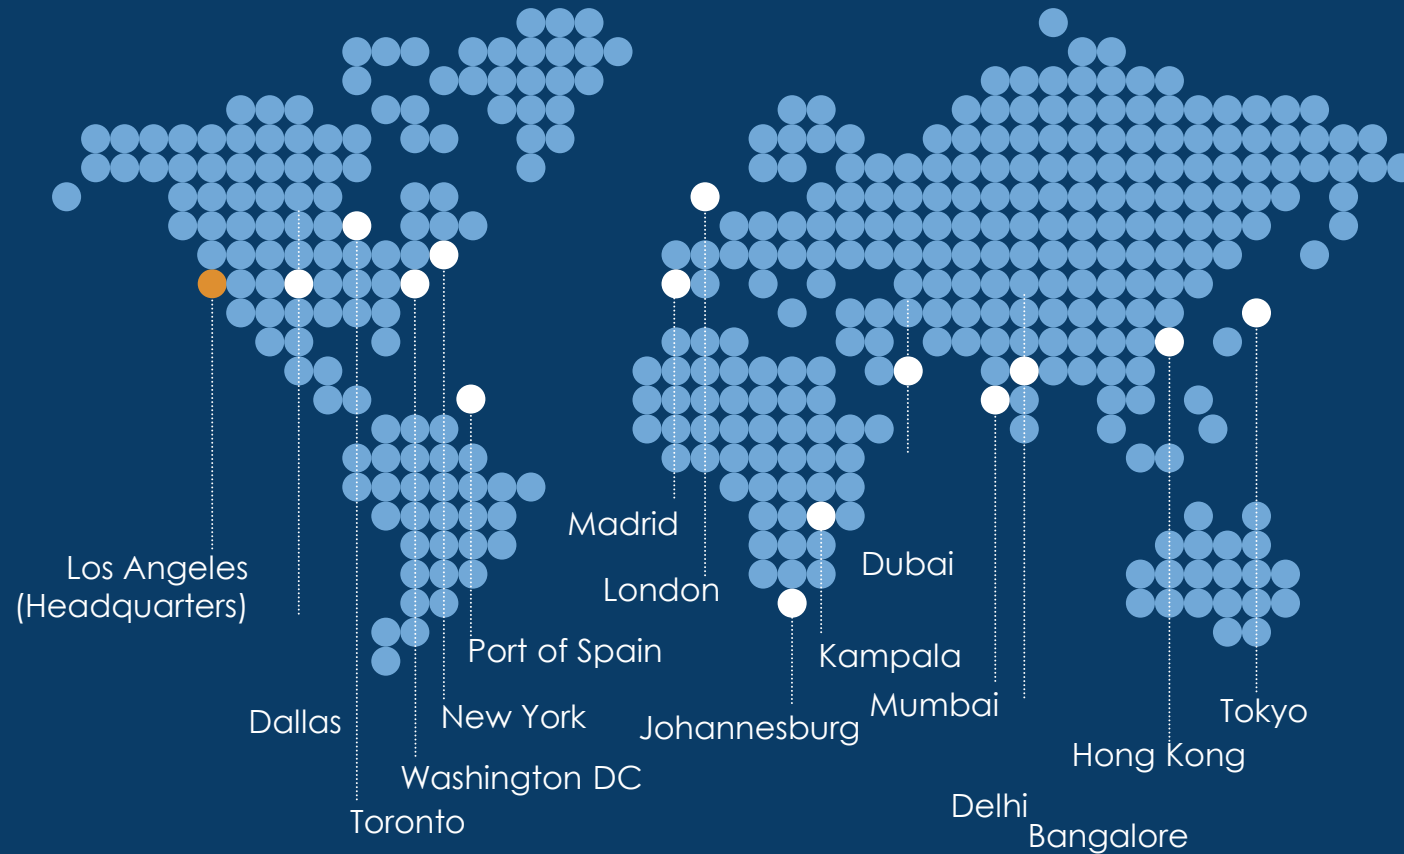 Madrid
Dubai
Los Angeles
(Headquarters)
London
Port of Spain
Kampala
Mumbai
Tokyo
Dallas
New York
Johannesburg
Hong Kong
Washington DC
Delhi
Toronto
Bangalore